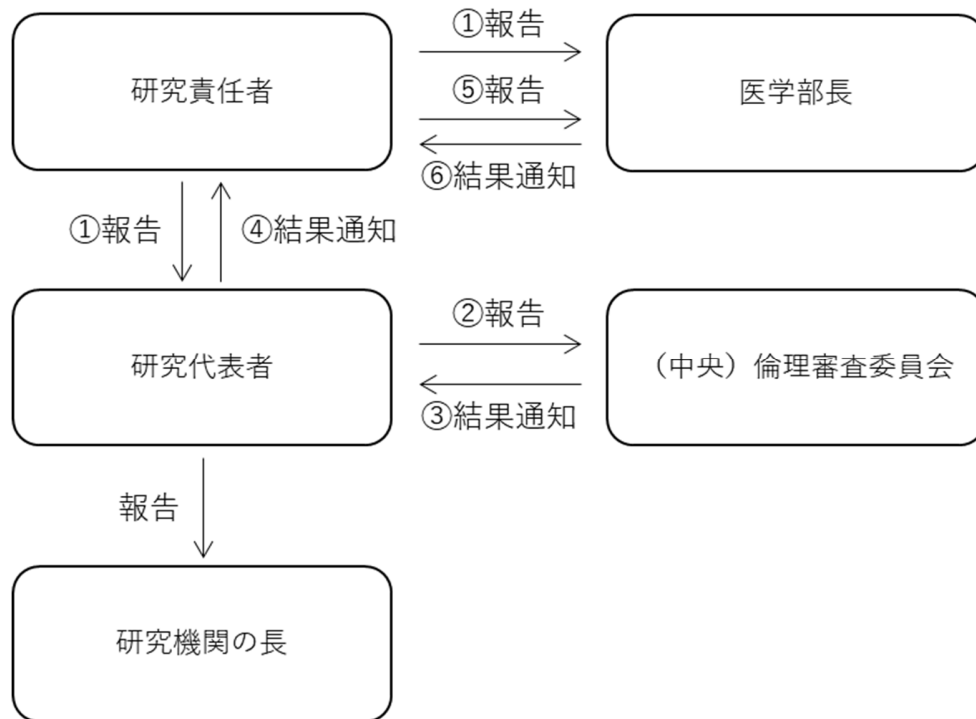 ①報告
研究責任者
⑤報告
医学部長
⑥結果通知
①報告
④結果通知
②報告
研究代表者
（中央）倫理審査委員会
③結果通知
報告
研究機関の長